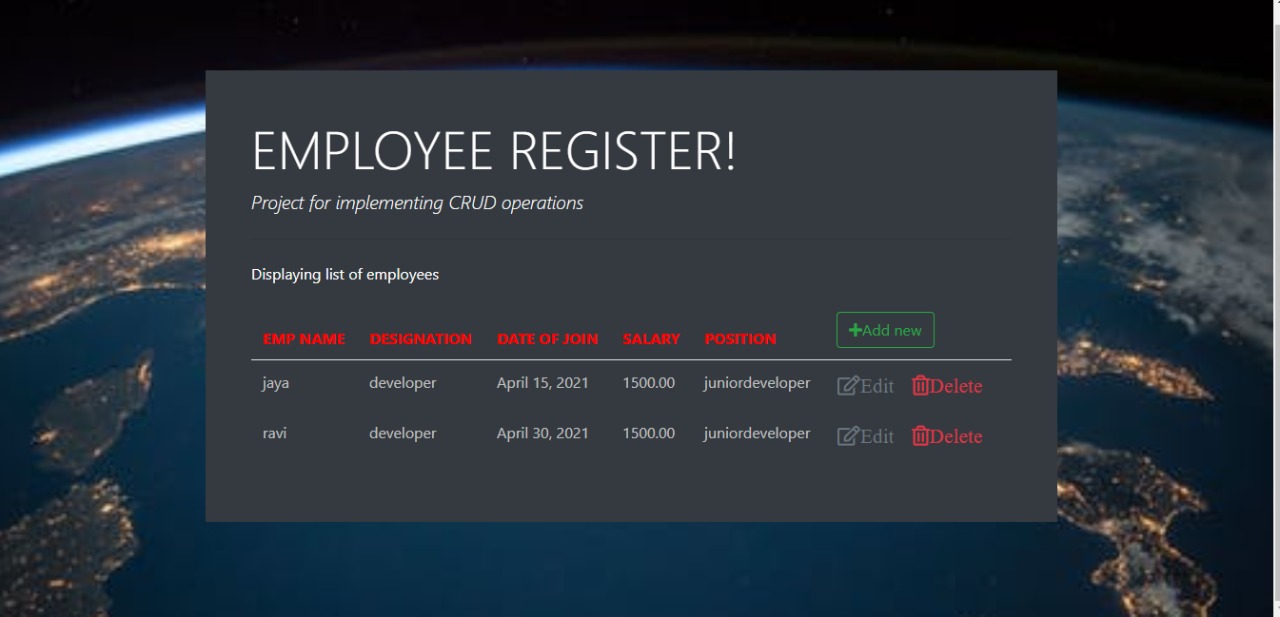 EMPLOYEE REGISTER!
Project for implementing CRUD operations
Displaying list of employees
EMP NAME DESIGNATION DATE OF JOIN SALARY POSITION Add new
jaya developer April 15, 2021 1500.00 juniordeveloper Edit Delete
ravi developer April 30, 2021 1500.00 juniordeveloper Edit Delete